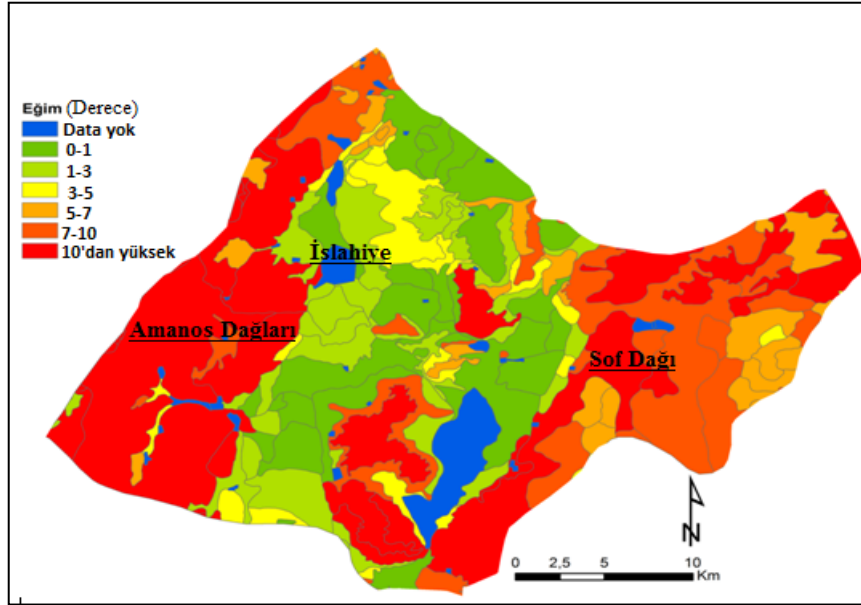 Eğim (Derece)
Data yok
0-1
1-3
3-5
5-7
7-10
10'dan yüksek
İslahiye
Amanos Dağları
Sof Dağı
N
0 2,5 5 10
Km